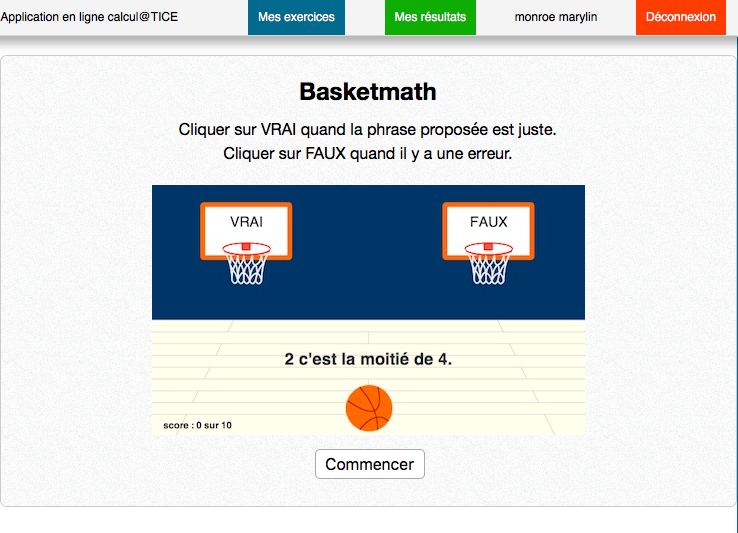 Application en ligne calcul@TICE
Mes exercices
Mes résultats
monroe marylin
Déconnexion
Basketmath
Cliquer sur VRAI quand la phrase proposée est juste.
Cliquer sur FAUX quand il y a une erreur.
VRAI
FAUX
2 c'est la moitié de 4.
score : 0 sur 10
Commencer